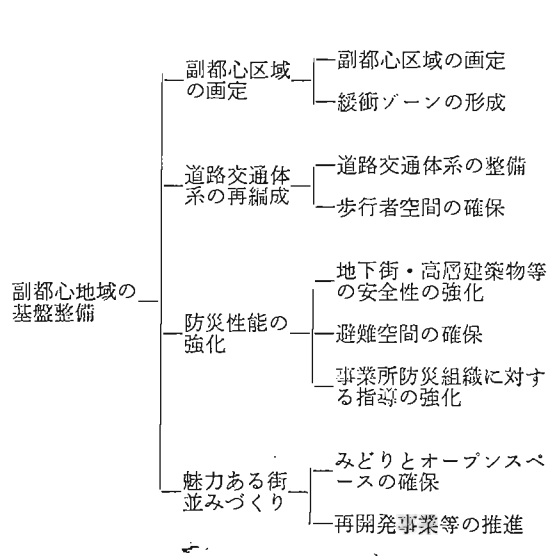 副都心地域の
基盤整備
副都心区域
の画定
副都心区域の画定
緩衝ゾーンの形成
道路交通体
系の再編成
道路交通体系の整備
歩行者空間の確保
防災性能の
強化
地下街・高層建築物等
の安全性の強化
避難空間の確保
事業所防災組織に対す
る指導の強化
魅力ある街
並みづくり
みどりとオープンスペ
ースの確保
再開発事業等の推進